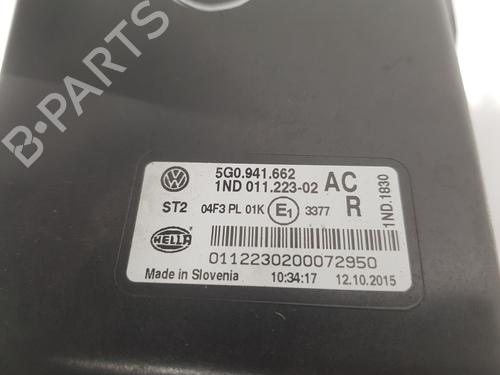 5G0.941.662
1ND 011.223-02 AC
ST2 04F3 PL 01K E1 3377 R
1ND.1830
HELLA
0112230200072950
Made in Slovenia 10:34:17 12.10.2015
B-PARTS